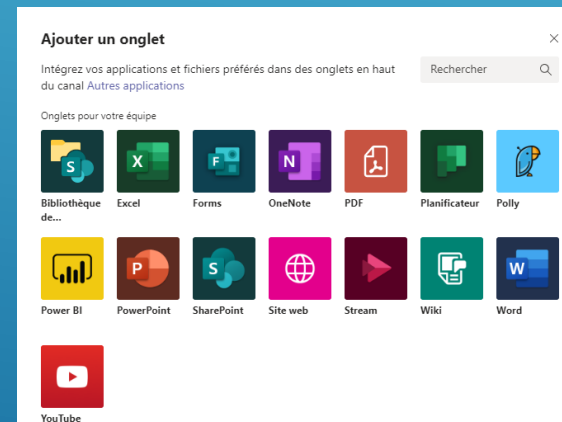 Ajouter un onglet
Intégrez vos applications et fichiers préférés dans des onglets en haut
du canal Autres applications
Rechercher
Onglets pour votre équipe
Bibliothèque
de...
Excel
Forms
OneNote
PDF
Planificateur
Polly
Power BI
PowerPoint
SharePoint
Site web
Stream
Wiki
Word
YouTube